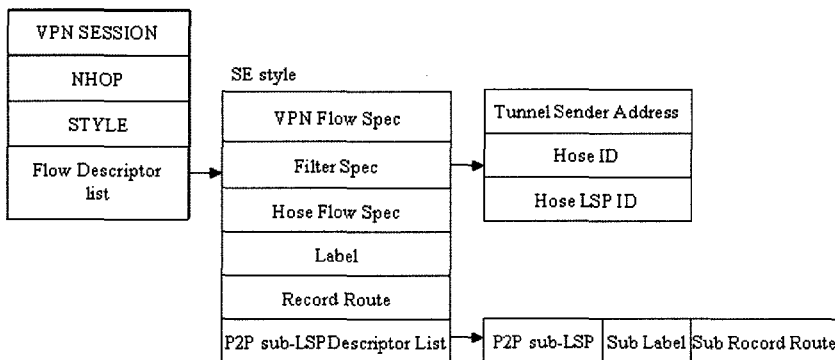 VPN SESSION
NHOP
STYLE
Flow Descriptor
list
SE style
VPN Flow Spec
Filter Spec
Hose Flow Spec
Label
Record Route
P2P sub-LSP Descriptor List
Tunnel Sender Address
Hose ID
Hose LSP ID
P2P sub-LSP
Sub Label
Sub Rocord Route